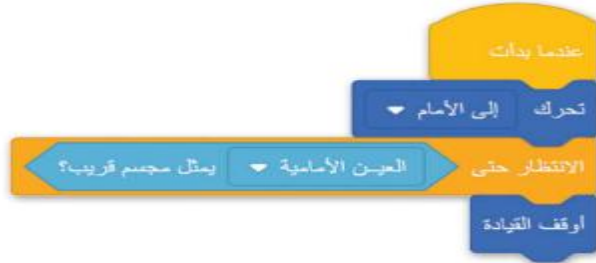 عندما بدأت
تحرك إلى الأمام
الانتظار حتى العين الأمامية يمثل مجسم قريب؟
أوقف القيادة